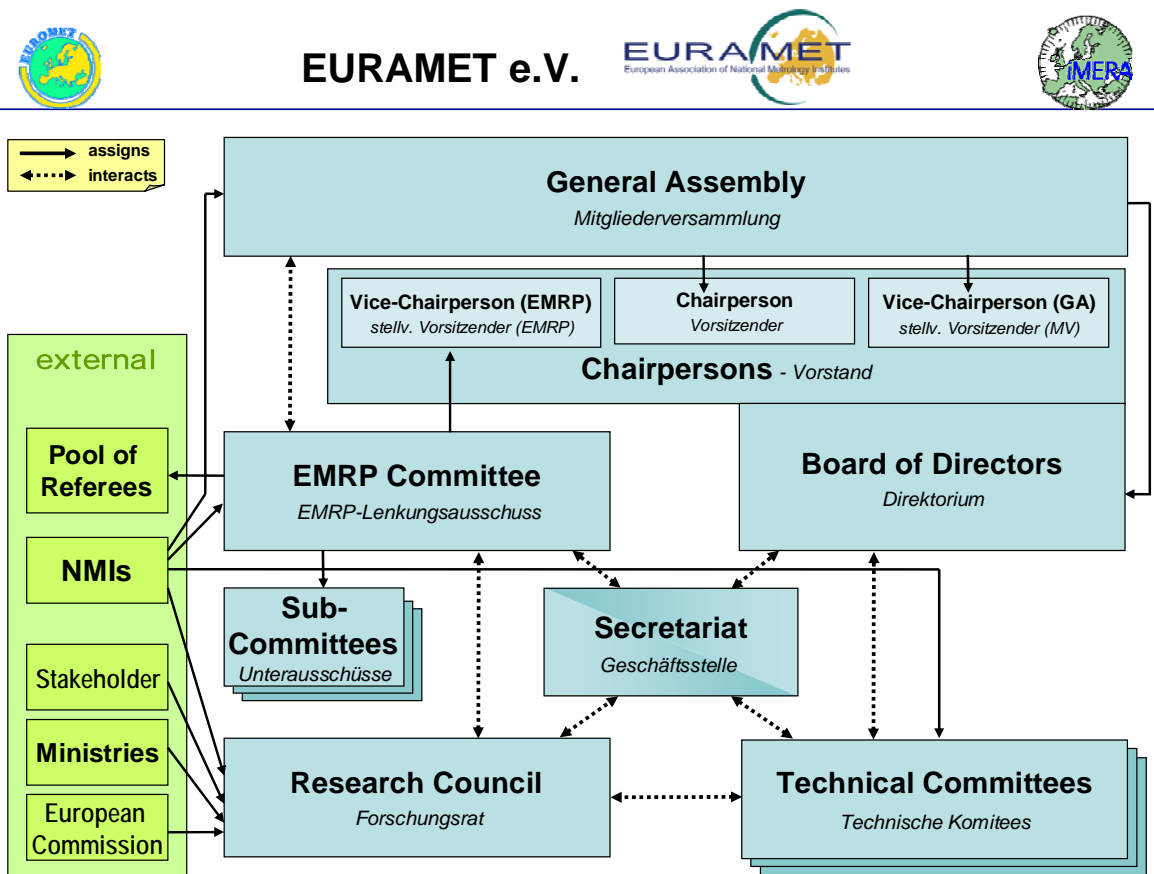 EUROMET
EURAMET e.V.
EURAMET
European Association of National Metrology Institutes
iMERA
assigns
interacts
General Assembly
Mitgliederversammlung
Vice-Chairperson (EMRP)
stellv. Vorsitzender (EMRP)
Chairperson
Vorsitzender
Vice-Chairperson (GA)
stellv. Vorsitzender (MV)
Chairpersons - Vorstand
external
Pool of
Referees
EMRP Committee
EMRP-Lenkungsausschuss
Board of Directors
Direktorium
NMIs
Sub-
Committees
Unterausschüsse
Secretariat
Geschäftsstelle
Stakeholder
Ministries
European
Commission
Research Council
Forschungsrat
Technical Committees
Technische Komitees